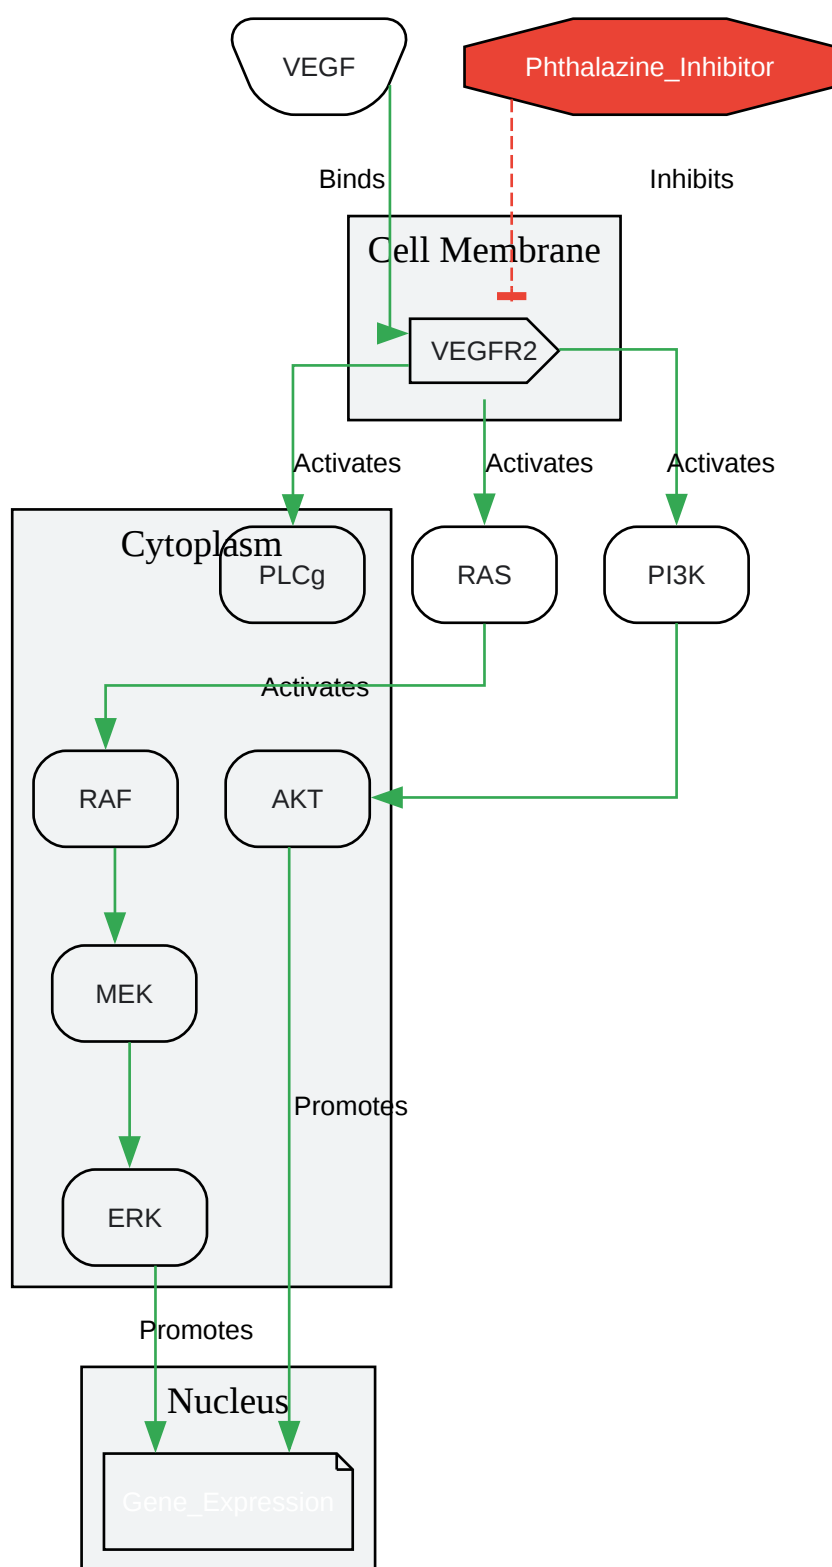 VEGF
Phthalazine_Inhibitor
Binds
Inhibits
Cell Membrane
VEGFR2
Activates
Activates
Activates
Cytoplasm
PLCg
RAS
PI3K
Activates
RAF
AKT
MEK
Promotes
ERK
Promotes
Nucleus
Gene_Expression